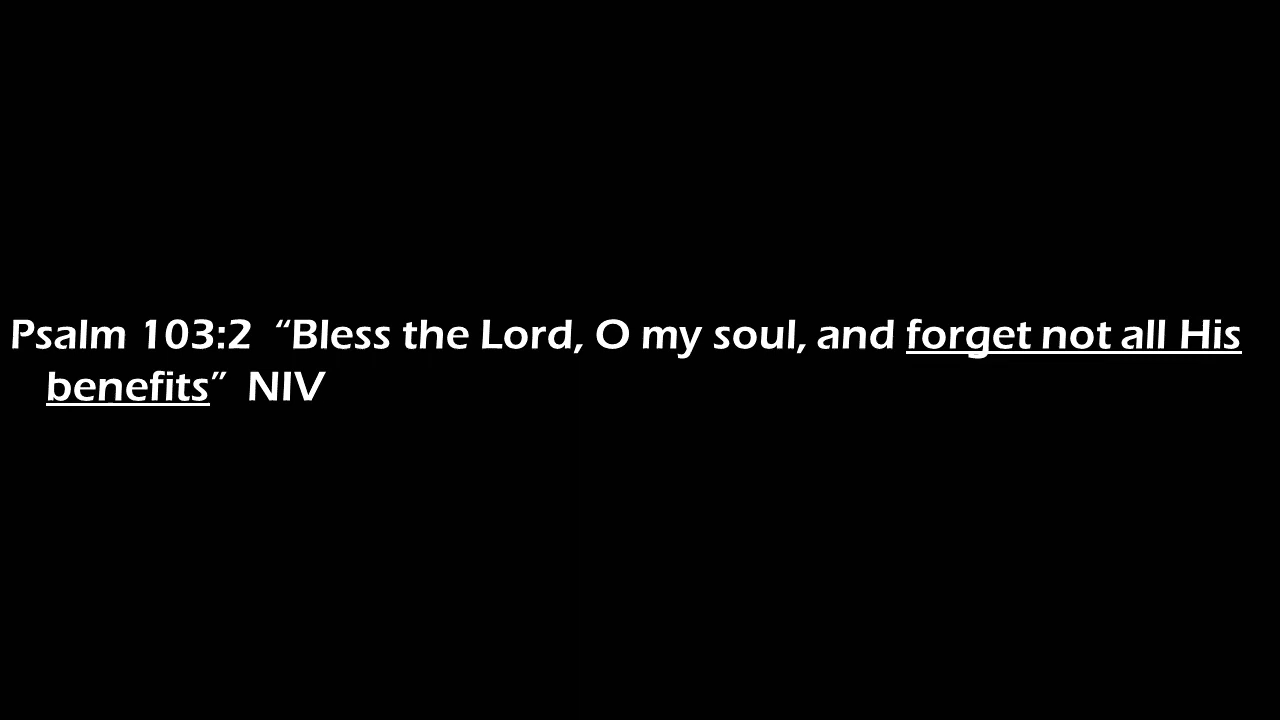 Psalm 103:2  “Bless the Lord, O my soul, and forget not all His
benefits”  NIV